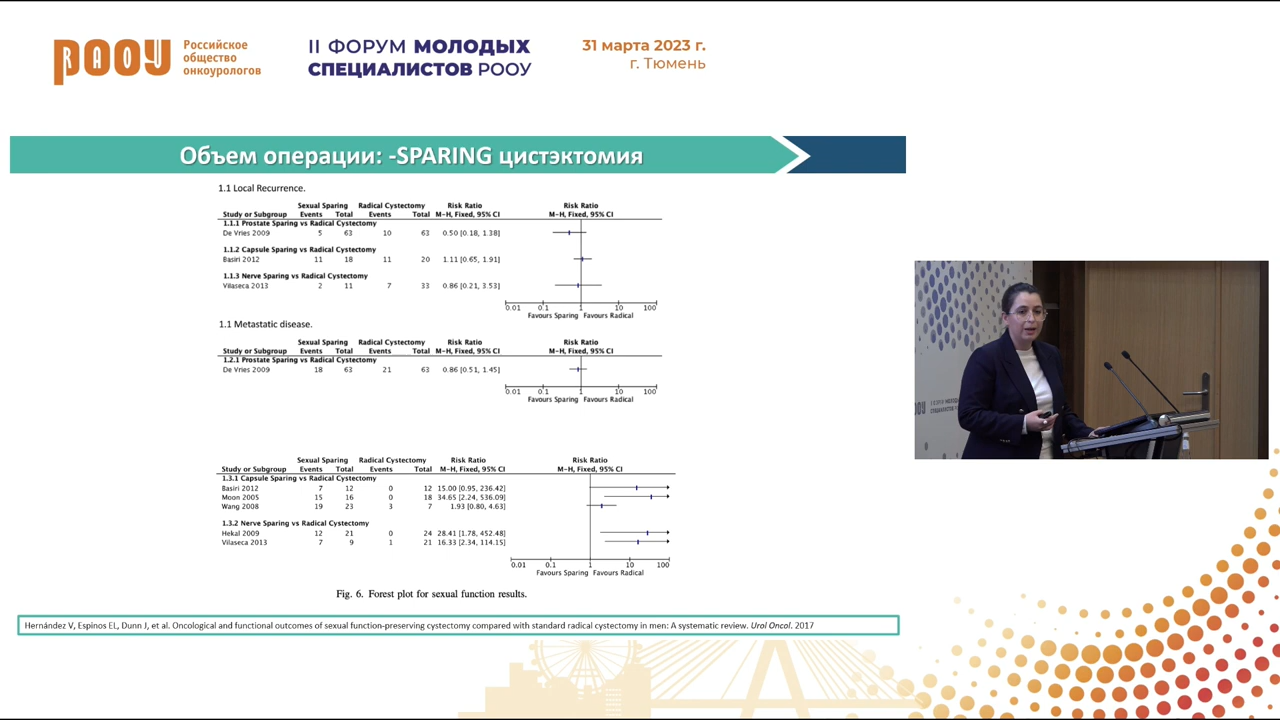 РООУ
RAOU
Российское
общество
онкоурологов
II ФОРУМ МОЛОДЫХ
СПЕЦИАЛИСТОВ РООУ
31 марта 2023 г.
г. Тюмень
Объем операции: -SPARING цистэктомия
1.1 Local Recurrence.
Sexual Sparing Radical Cystectomy Risk Ratio Risk Ratio
Study or Subgroup Events Total Events Total M-H, Fixed, 95% CI M-H, Fixed, 95% CI
1.1.1 Prostate Sparing vs Radical Cystectomy
De Vries 2009 5 63 10 63 0.50 [0.18, 1.38]
1.1.2 Capsule Sparing vs Radical Cystectomy
Basiri 2012 11 18 11 20 1.11 [0.65, 1.91]
1.1.3 Nerve Sparing vs Radical Cystectomy
Vilaseca 2013 2 11 7 33 0.86 [0.21, 3.53]
0.01 0.1 1 10 100
Favours Sparing Favours Radical
1.1 Metastatic disease.
Sexual Sparing Radical Cystectomy Risk Ratio Risk Ratio
Study or Subgroup Events Total Events Total M-H, Fixed, 95% CI M-H, Fixed, 95% CI
1.2.1 Prostate Sparing vs Radical Cystectomy
De Vries 2009 18 63 21 63 0.86 [0.51, 1.45]
0.01 0.1 1 10 100
Favours Sparing Favours Radical
Sexual Sparing Radical Cystectomy Risk Ratio Risk Ratio
Study or Subgroup Events Total Events Total M-H, Fixed, 95% CI M-H, Fixed, 95% CI
1.3.1 Capsule Sparing vs Radical Cystectomy
Basiri 2012 7 12 0 12 15.00 [0.95, 236.42]
Moon 2005 15 16 0 18 34.65 [2.24, 536.09]
Wang 2008 19 23 3 7 1.93 [0.80, 4.63]
1.3.2 Nerve Sparing vs Radical Cystectomy
Hekal 2009 12 21 0 24 28.41 [1.78, 452.48]
Vilaseca 2013 7 9 1 21 16.33 [2.34, 114.15]
0.01 0.1 1 10 100
Favours Sparing Favours Radical
Fig. 6. Forest plot for sexual function results.
Hernández V, Espinos EL, Dunn J, et al. Oncological and functional outcomes of sexual function-preserving cystectomy compared with standard radical cystectomy in men: A systematic review. Urol Oncol. 2017